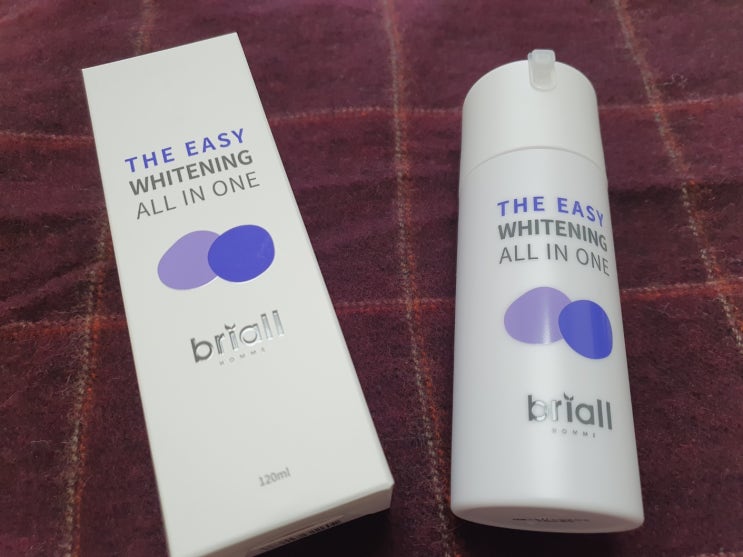 THE EASY
WHITENING
ALL IN ONE
briall
HOMME
120ml
THE EASY
WHITENING
ALL IN ONE
briall
HOMME